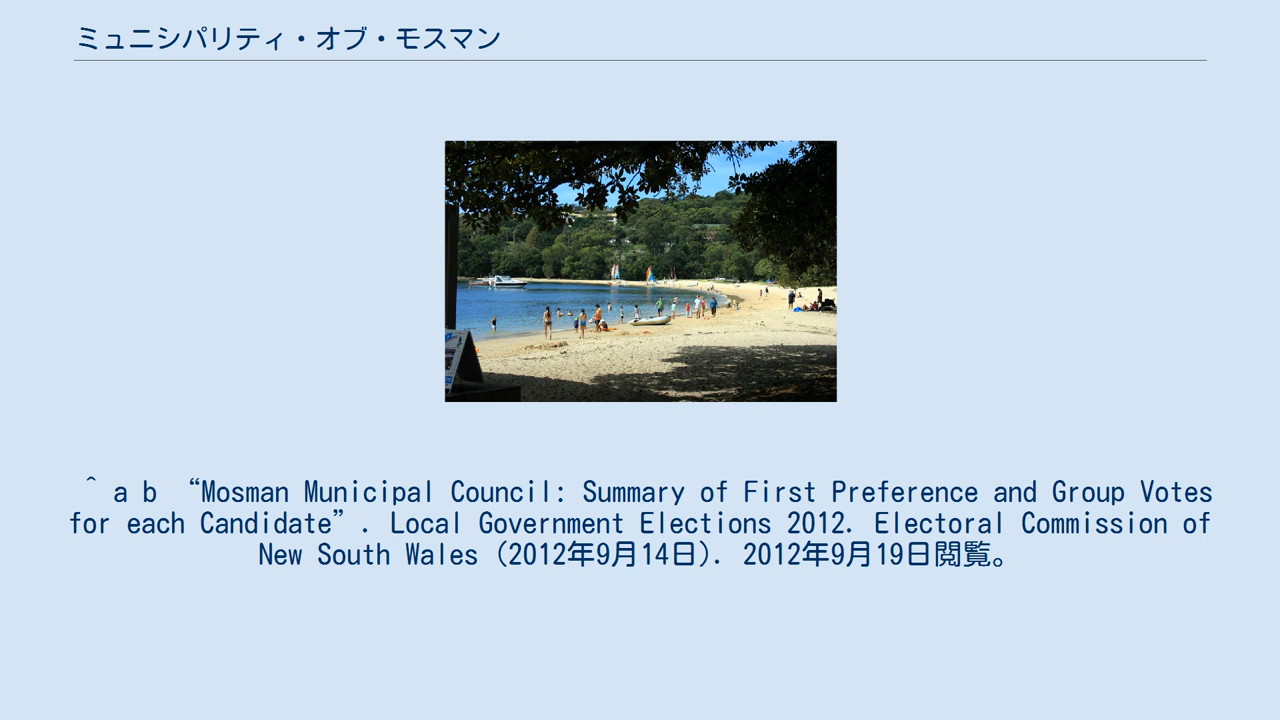 ミュニシパリティ・オブ・モスマン
^ a b “Mosman Municipal Council: Summary of First Preference and Group Votes
for each Candidate”. Local Government Elections 2012. Electoral Commission of
New South Wales (2012年9月14日). 2012年9月19日閲覧。